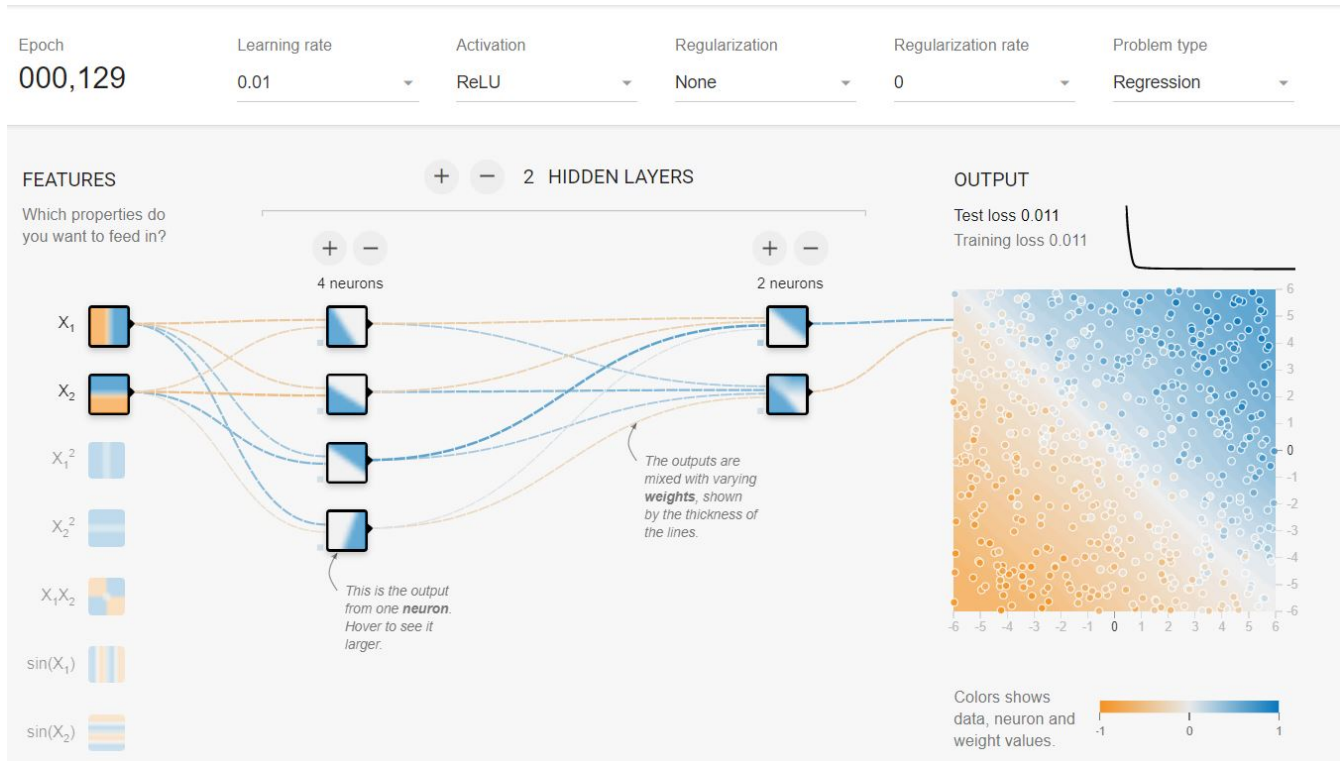 Epoch
000,129
Learning rate
0.01
Activation
ReLU
Regularization
None
Regularization rate
0
Problem type
Regression
FEATURES
Which properties do
you want to feed in?
X1
X2
X1²
X2²
X1X2
sin(X1)
sin(X2)
+ − 2 HIDDEN LAYERS
+ −
4 neurons
+ −
2 neurons
This is the output
from one neuron.
Hover to see it
larger.
The outputs are
mixed with varying
weights, shown
by the thickness of
the lines.
OUTPUT
Test loss 0.011
Training loss 0.011
6
5
4
3
2
1
0
-1
-2
-3
-4
-5
-6
-6 -5 -4 -3 -2 -1 0 1 2 3 4 5 6
Colors shows
data, neuron and
weight values.
-1 0 1